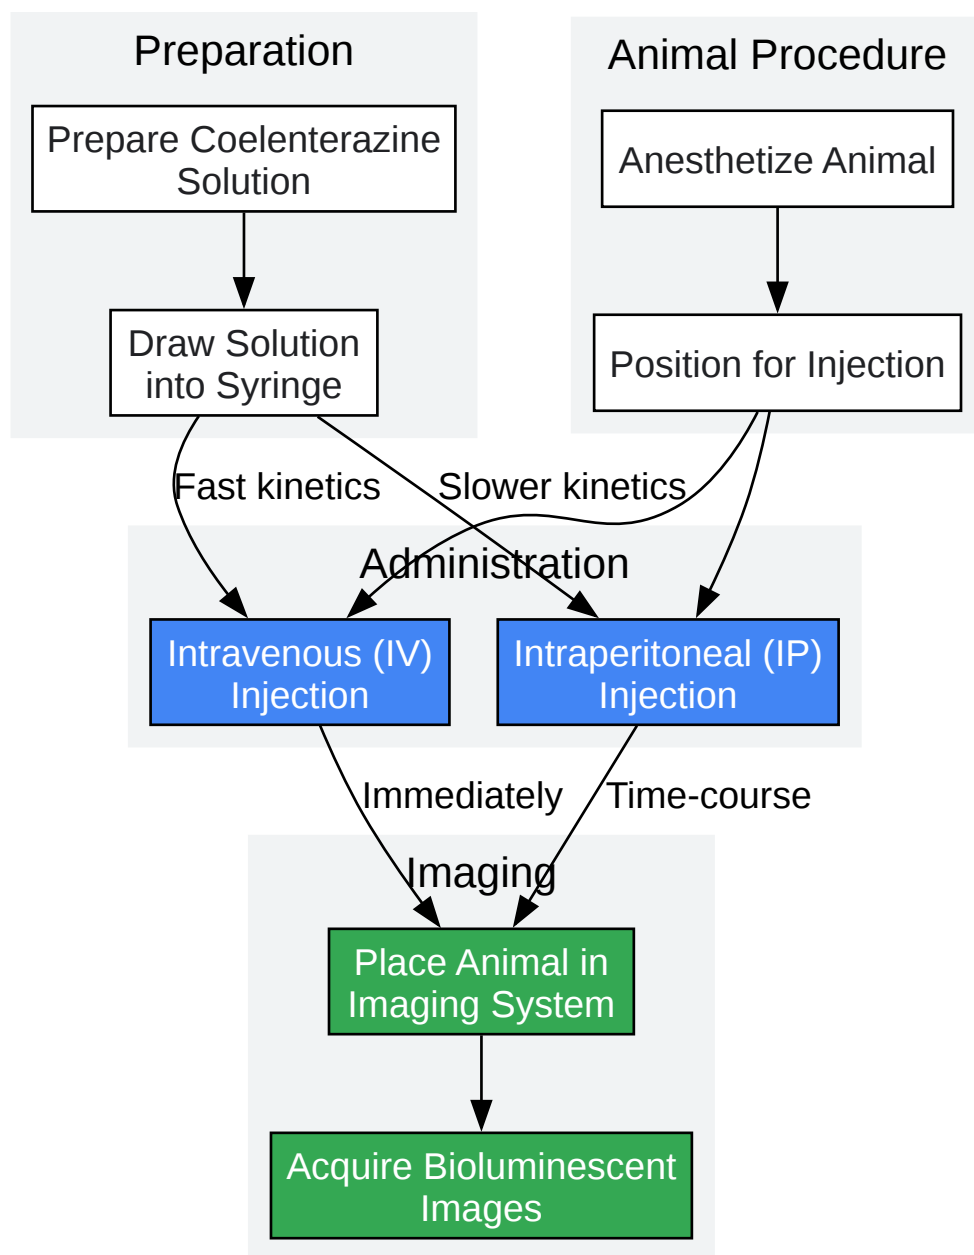 Preparation
Prepare Coelenterazine
Solution
Draw Solution
into Syringe
Animal Procedure
Anesthetize Animal
Position for Injection
Fast kinetics
Slower kinetics
Administration
Intravenous (IV)
Injection
Intraperitoneal (IP)
Injection
Immediately
Time-course
Imaging
Place Animal in
Imaging System
Acquire Bioluminescent
Images